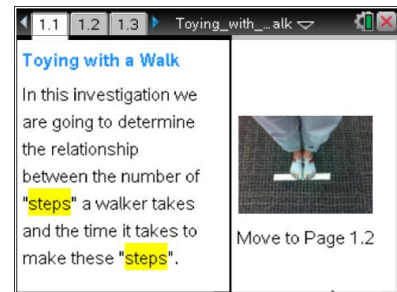 1.1 1.2 1.3 Toying_with_...alk
Toying with a Walk
In this investigation we
are going to determine
the relationship
between the number of
"steps" a walker takes
and the time it takes to
make these "steps".
Move to Page 1.2